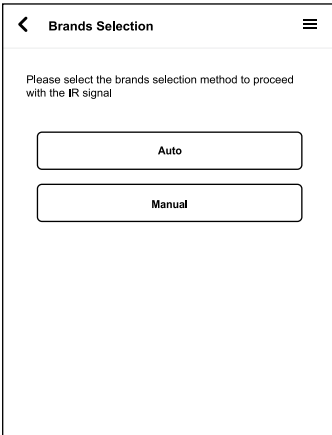 Brands Selection
Please select the brands selection method to proceed
with the IR signal
Auto
Manual